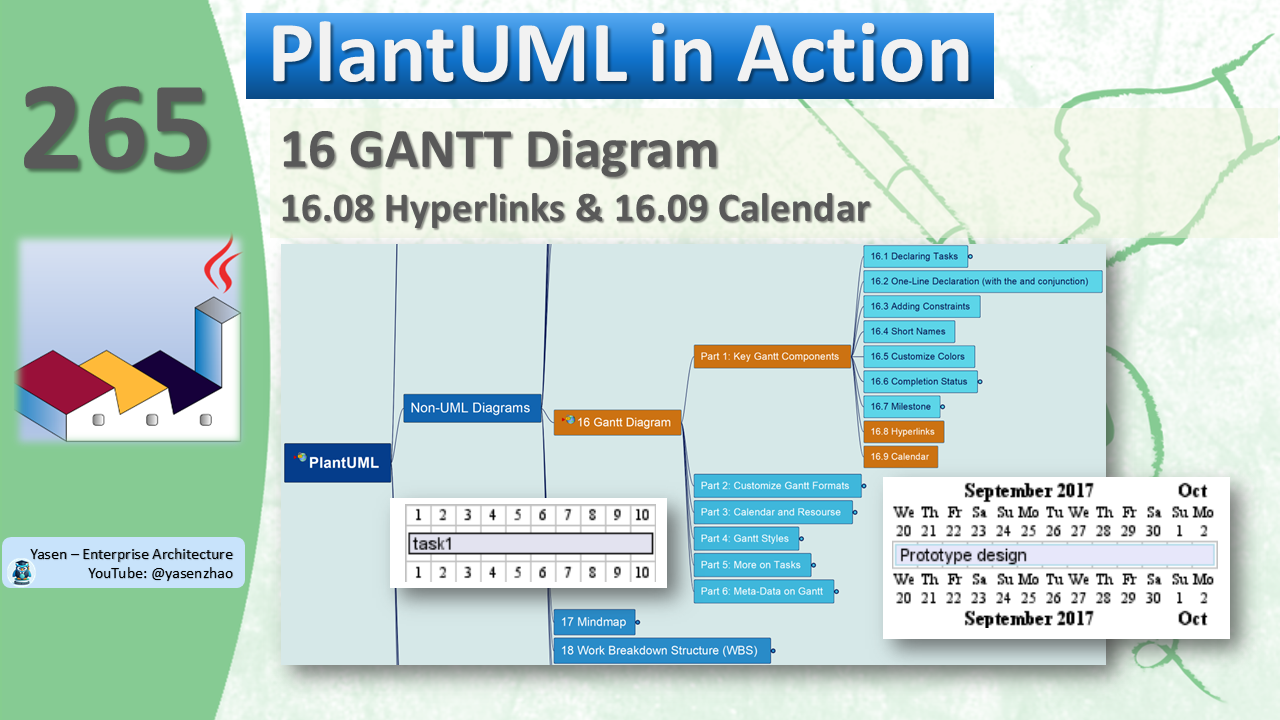 PlantUML in Action
265
16 GANTT Diagram
16.08 Hyperlinks & 16.09 Calendar
16.1 Declaring Tasks
16.2 One-Line Declaration (with the and conjunction)
16.3 Adding Constraints
16.4 Short Names
Part 1: Key Gantt Components
16.5 Customize Colors
16.6 Completion Status
16.7 Milestone
Non-UML Diagrams
16 Gantt Diagram
16.8 Hyperlinks
16.9 Calendar
PlantUML
Part 2: Customize Gantt Formats
Part 3: Calendar and Resourse
Part 4: Gantt Styles
Part 5: More on Tasks
Part 6: Meta-Data on Gantt
17 Mindmap
18 Work Breakdown Structure (WBS)
1 2 3 4 5 6 7 8 9 10
task1
1 2 3 4 5 6 7 8 9 10
September 2017 Oct
We Th Fr Sa Su Mo Tu We Th Fr Sa Su Mo
20 21 22 23 24 25 26 27 28 29 30 1 2
Prototype design
We Th Fr Sa Su Mo Tu We Th Fr Sa Su Mo
20 21 22 23 24 25 26 27 28 29 30 1 2
September 2017 Oct
Yasen – Enterprise Architecture
YouTube: @yasenzhao